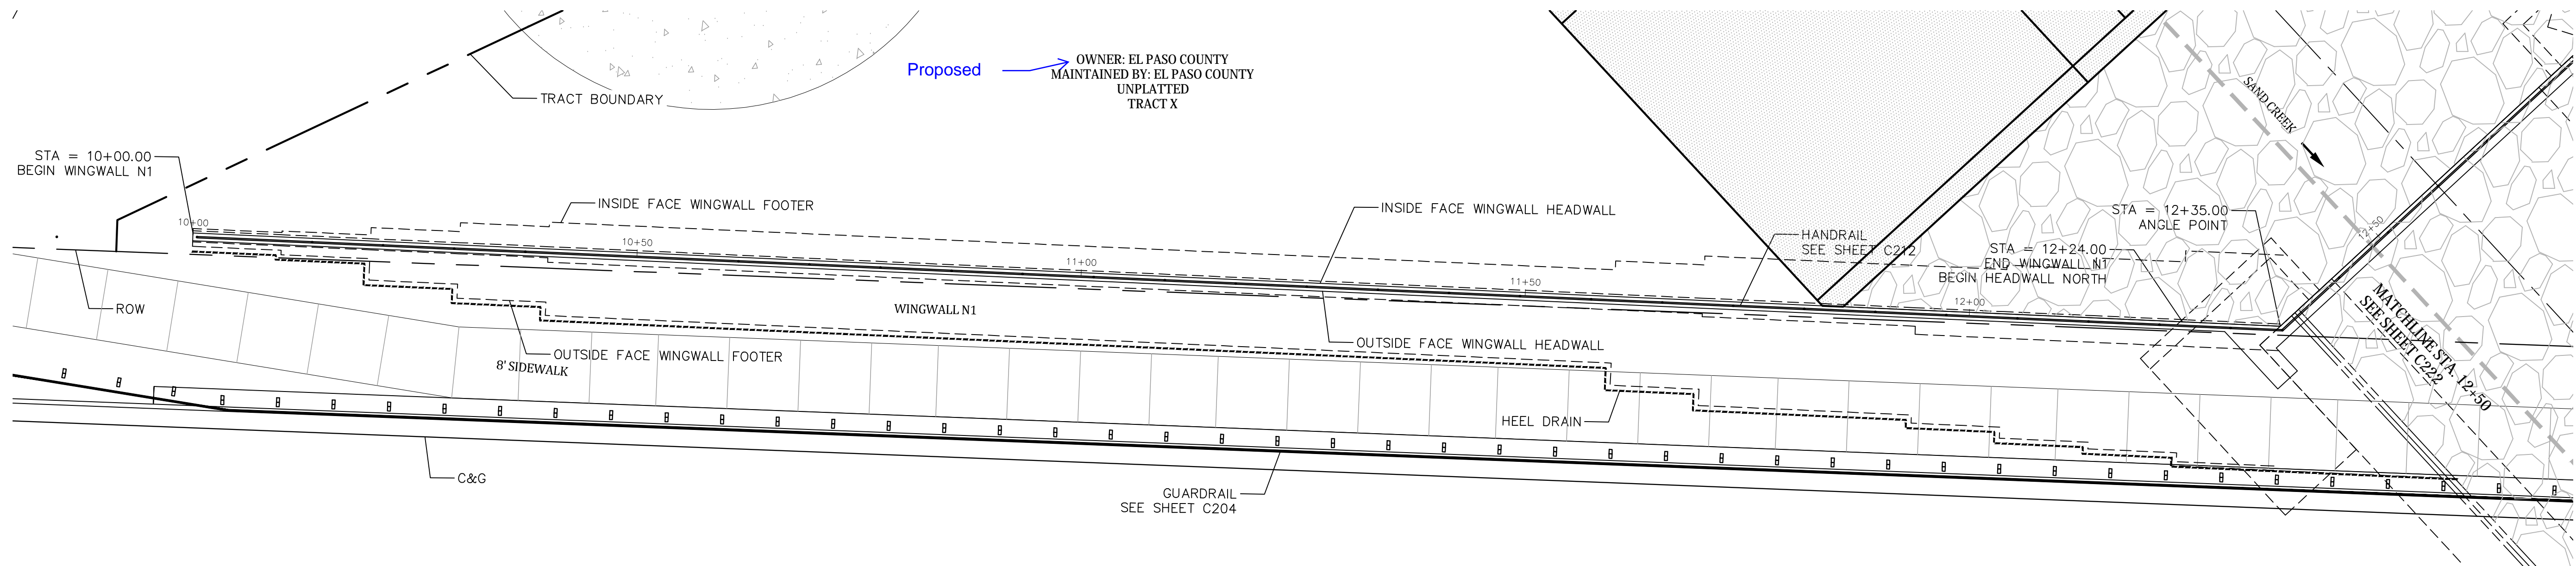 Proposed
OWNER: EL PASO COUNTY
MAINTAINED BY: EL PASO COUNTY
UNPLATTED
TRACT X
TRACT BOUNDARY
SAND CREEK
STA = 10+00.00
BEGIN WINGWALL N1
INSIDE FACE WINGWALL FOOTER
INSIDE FACE WINGWALL HEADWALL
STA = 12+35.00
ANGLE POINT
10+00
10+50
11+00
11+50
12+00
12+50
HANDRAIL
SEE SHEET C212
STA = 12+24.00
END WINGWALL N1
BEGIN HEADWALL NORTH
ROW
WINGWALL N1
MATCHLINE STA. 12+50
SEE SHEET C222
OUTSIDE FACE WINGWALL FOOTER
OUTSIDE FACE WINGWALL HEADWALL
8' SIDEWALK
HEEL DRAIN
C&G
GUARDRAIL
SEE SHEET C204